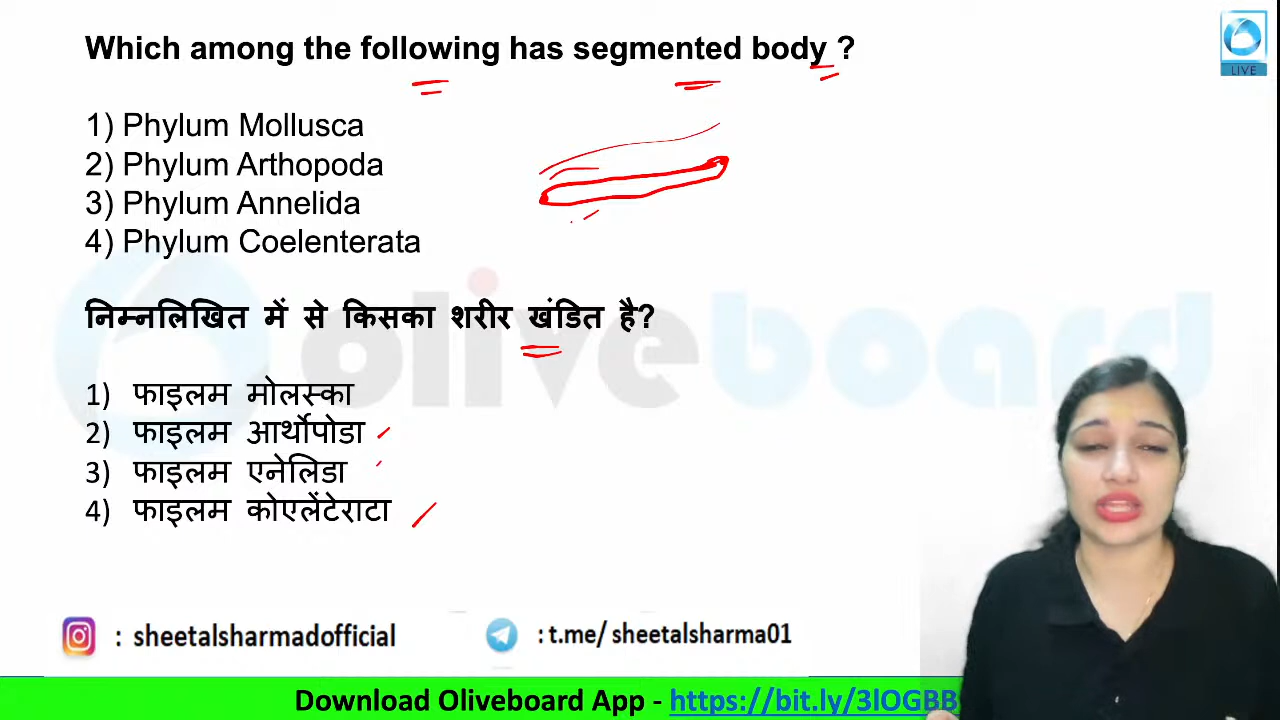 Which among the following has segmented body ?
LIVE
1) Phylum Mollusca
2) Phylum Arthopoda
3) Phylum Annelida
4) Phylum Coelenterata
oliveboard
निम्नलिखित में से किसका शरीर खंडित है?
1) फाइलम मोलस्का
2) फाइलम आर्थोपोडा
3) फाइलम एनेलिडा
4) फाइलम कोएलेंटेराटा
: sheetalsharmadofficial
: t.me/ sheetalsharma01
Download Oliveboard App - https://bit.ly/3lOGBB